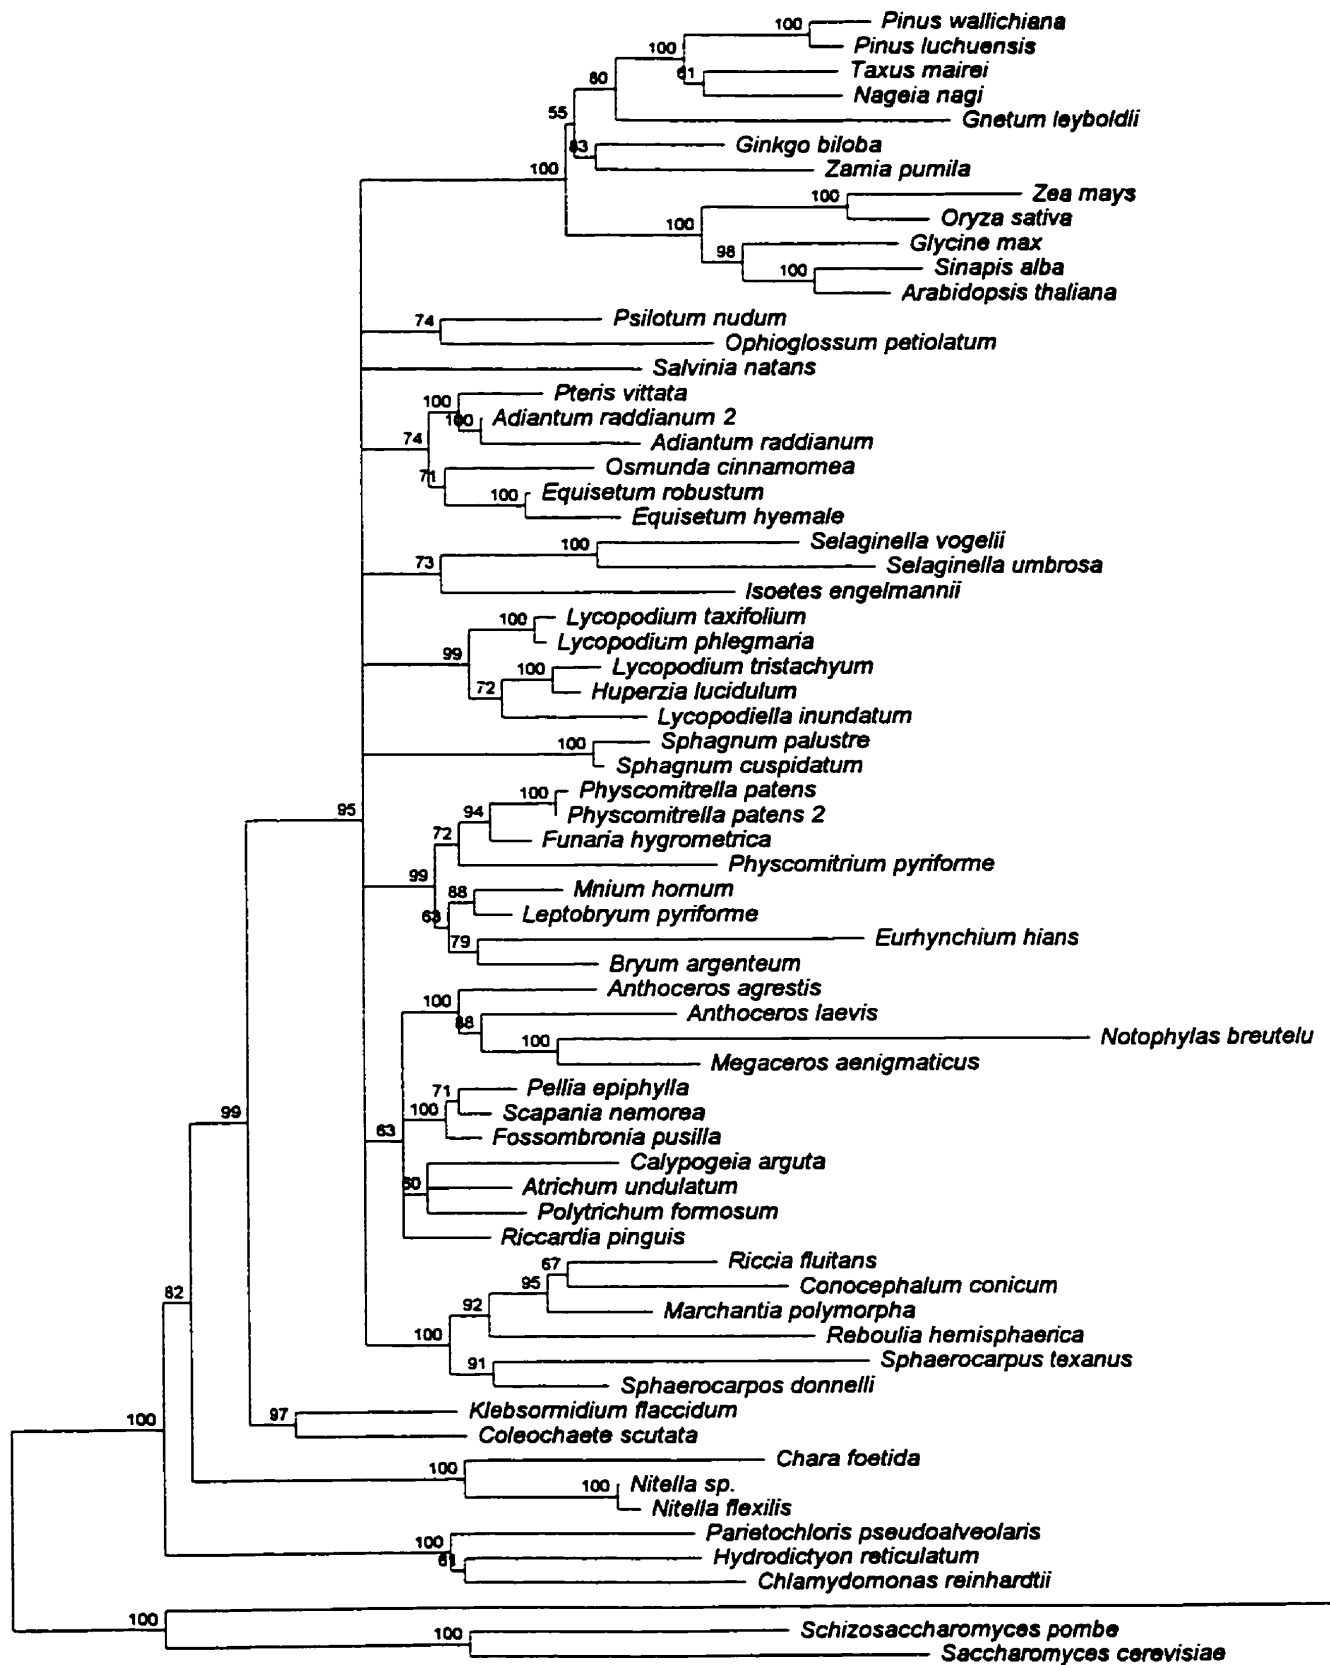 100 Pinus wallichiana
100 Pinus luchuensis
61 Taxus mairei
80 Nageia nagi
Gnetum leyboldii
55
83 Ginkgo biloba
100 Zamia pumila
100 Zea mays
100 Oryza sativa
98 Glycine max
100 Sinapis alba
Arabidopsis thaliana
74 Psilotum nudum
Ophioglossum petiolatum
Salvinia natans
100 Pteris vittata
100 Adiantum raddianum 2
74 Adiantum raddianum
71 Osmunda cinnamomea
100 Equisetum robustum
Equisetum hyemale
100 Selaginella vogelii
73 Selaginella umbrosa
Isoetes engelmannii
100 Lycopodium taxifolium
Lycopodium phlegmaria
99 100 Lycopodium tristachyum
72 Huperzia lucidulum
Lycopodiella inundatum
100 Sphagnum palustre
Sphagnum cuspidatum
100 Physcomitrella patens
95 94 Physcomitrella patens 2
72 Funaria hygrometrica
Physcomitrium pyriforme
99 88 Mnium hornum
63 Leptobryum pyriforme
79 Eurhynchium hians
Bryum argenteum
100 Anthoceros agrestis
88 Anthoceros laevis
100 Notophylas breutelu
Megaceros aenigmaticus
71 Pellia epiphylla
99 100 Scapania nemorea
63 Fossombronia pusilla
Calypogeia arguta
60 Atrichum undulatum
Polytrichum formosum
Riccardia pinguis
67 Riccia fluitans
82 95 Conocephalum conicum
92 Marchantia polymorpha
100 Reboulia hemisphaerica
91 Sphaerocarpus texanus
Sphaerocarpos donnelli
100 97 Klebsormidium flaccidum
Coleochaete scutata
100 Chara foetida
100 Nitella sp.
Nitella flexilis
100 Parietochloris pseudoalveolaris
61 Hydrodictyon reticulatum
Chlamydomonas reinhardtii
100 Schizosaccharomyces pombe
100 Saccharomyces cerevisiae